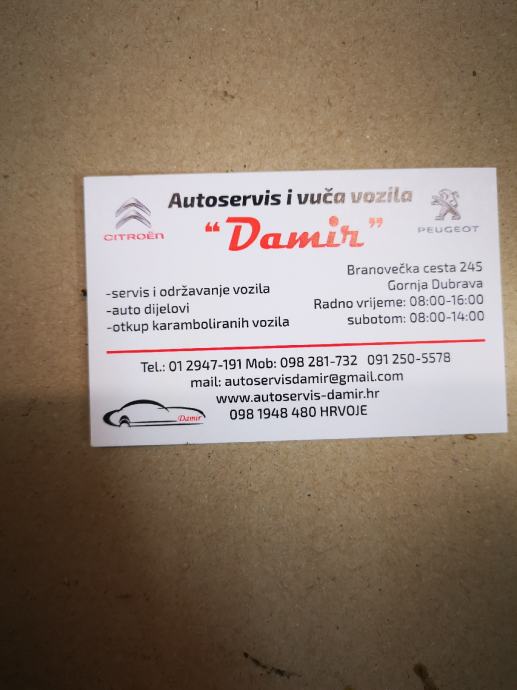 Autoservis i vuča vozila
CITROËN
"Damir"
PEUGEOT
Branovečka cesta 245
Gornja Dubrava
Radno vrijeme: 08:00-16:00
subotom: 08:00-14:00
-servis i održavanje vozila
-auto dijelovi
-otkup karamboliranih vozila
Tel.: 01 2947-191 Mob: 098 281-732 091 250-5578
mail: autoservisdamir@gmail.com
www.autoservis-damir.hr
098 1948 480 HRVOJE
Damir